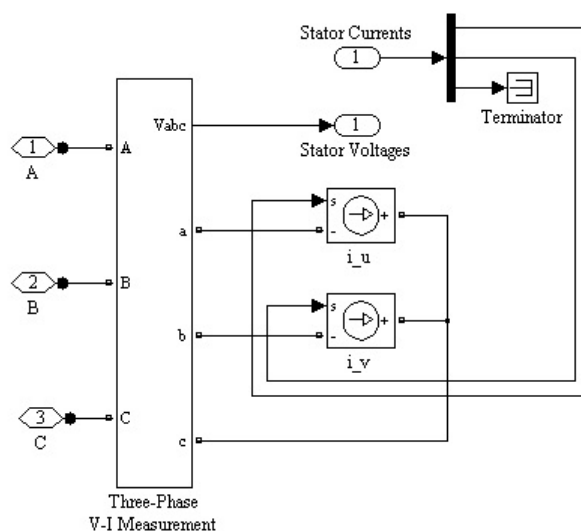 Stator Currents
1
Terminator
Vabc
1
Stator Voltages
1
A
A
s
+
a
-
i_u
2
B
B
s
+
b
-
i_v
3
C
C
c
Three-Phase
V-I Measurement